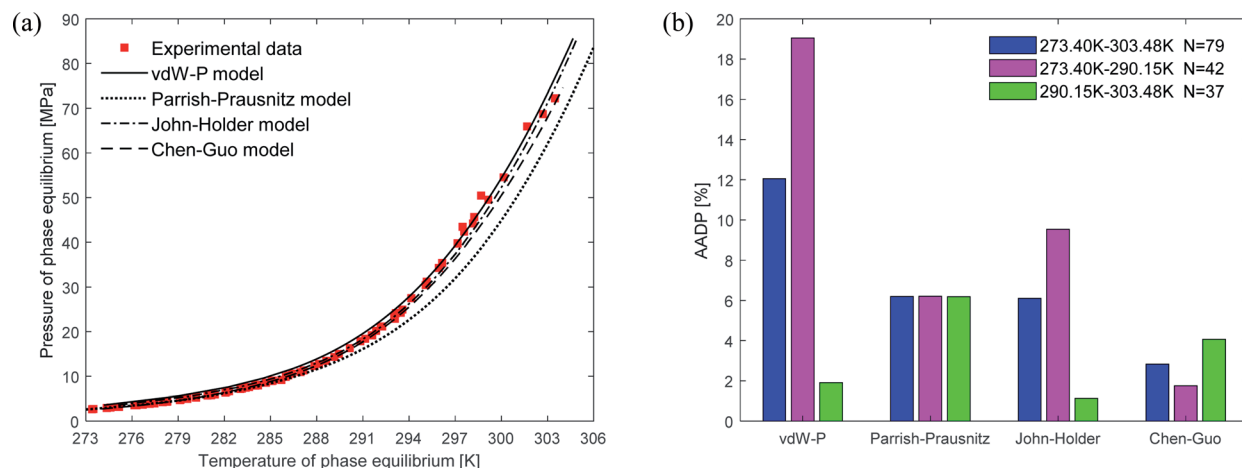 (a)
Pressure of phase equilibrium [MPa]
90
80
70
60
50
40
30
20
10
0
Experimental data
vdW-P model
Parrish-Prausnitz model
John-Holder model
Chen-Guo model
273 276 279 282 285 288 291 294 297 300 303 306
Temperature of phase equilibrium [K]
(b)
AADP [%]
20
18
16
14
12
10
8
6
4
2
0
273.40K-303.48K N=79
273.40K-290.15K N=42
290.15K-303.48K N=37
vdW-P Parrish-Prausnitz John-Holder Chen-Guo